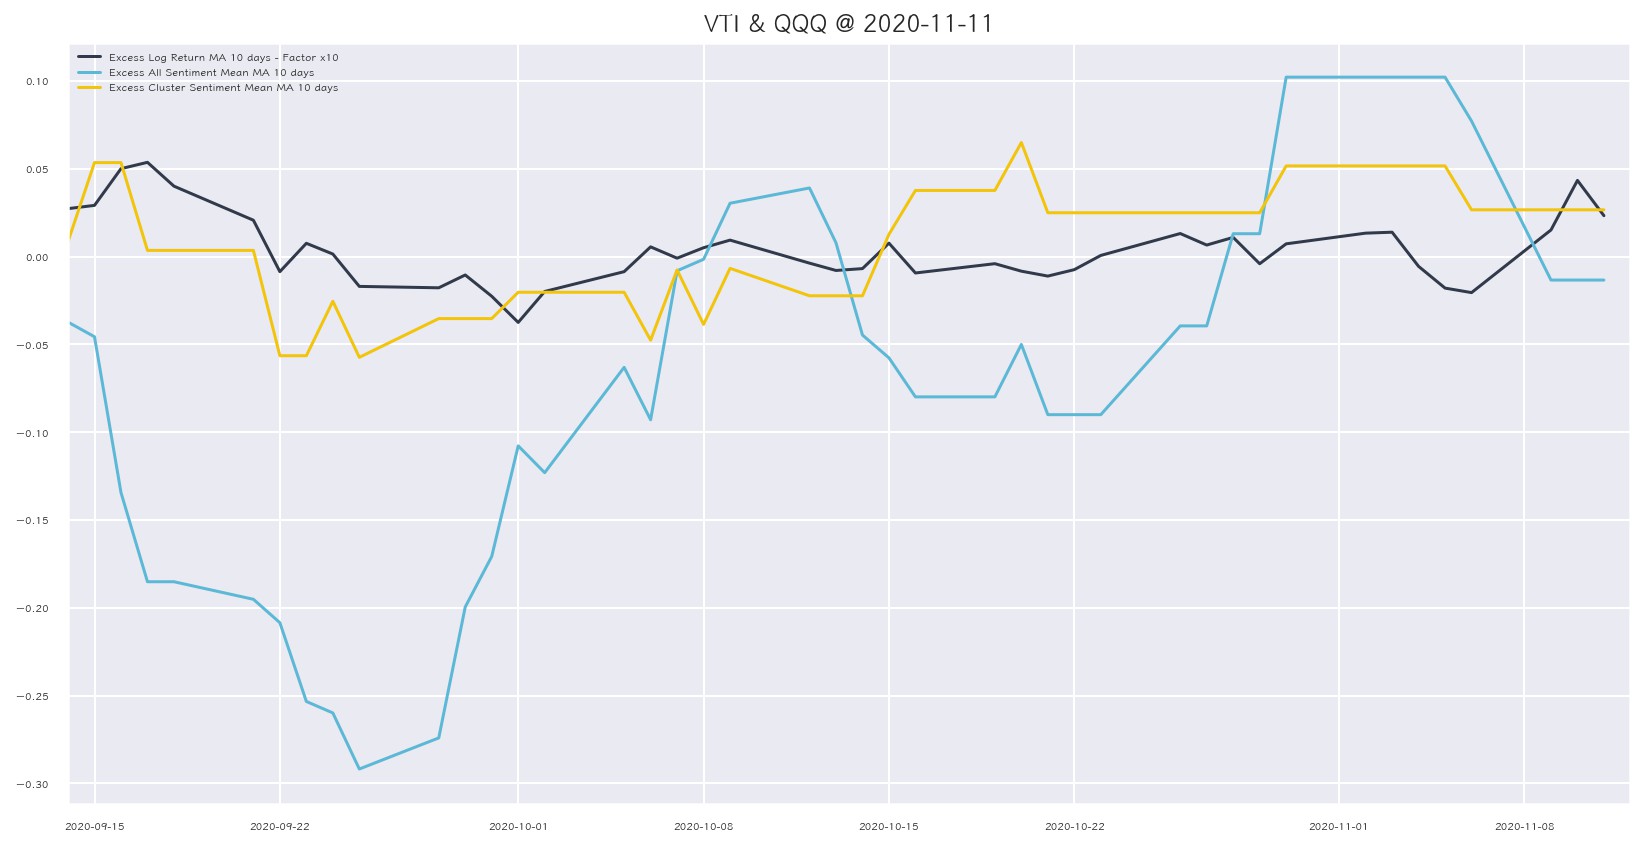 VTI & QQQ @ 2020-11-11
Excess Log Return MA 10 days - Factor x10
Excess All Sentiment Mean MA 10 days
Excess Cluster Sentiment Mean MA 10 days
0.10
0.05
0.00
−0.05
−0.10
−0.15
−0.20
−0.25
−0.30
2020-09-15 2020-09-22 2020-10-01 2020-10-08 2020-10-15 2020-10-22 2020-11-01 2020-11-08